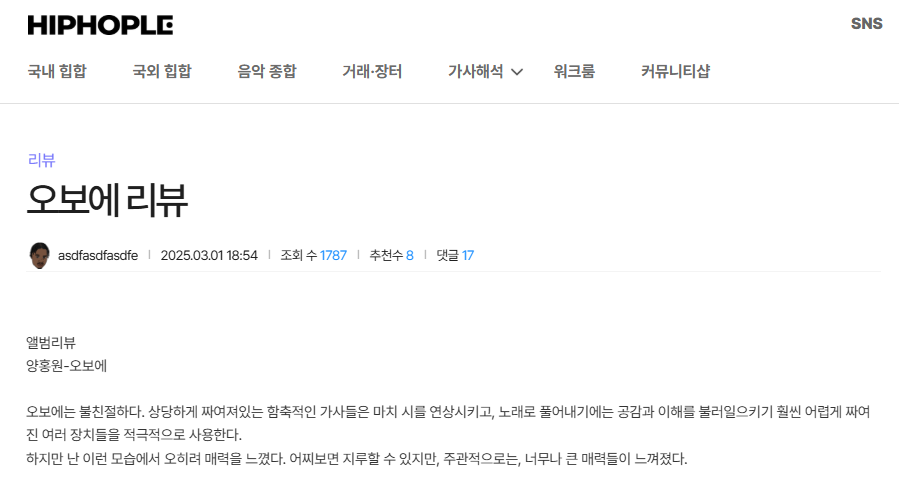 HIPHOPLE
SNS
국내 힙합 국외 힙합 음악 종합 거래·장터 가사해석 워크룸 커뮤니티샵
리뷰
오보에 리뷰
asdfasdfasdfe 2025.03.01 18:54 조회 수 1787 추천수 8 댓글 17
앨범리뷰
양홍원-오보에
오보에는 불친절하다. 상당하게 짜여져있는 함축적인 가사들은 마치 시를 연상시키고, 노래로 풀어내기에는 공감과 이해를 불러일으키기 훨씬 어렵게 짜여
진 여러 장치들을 적극적으로 사용한다.
하지만 난 이런 모습에서 오히려 매력을 느꼈다. 어찌보면 지루할 수 있지만, 주관적으로는, 너무나 큰 매력들이 느껴졌다.